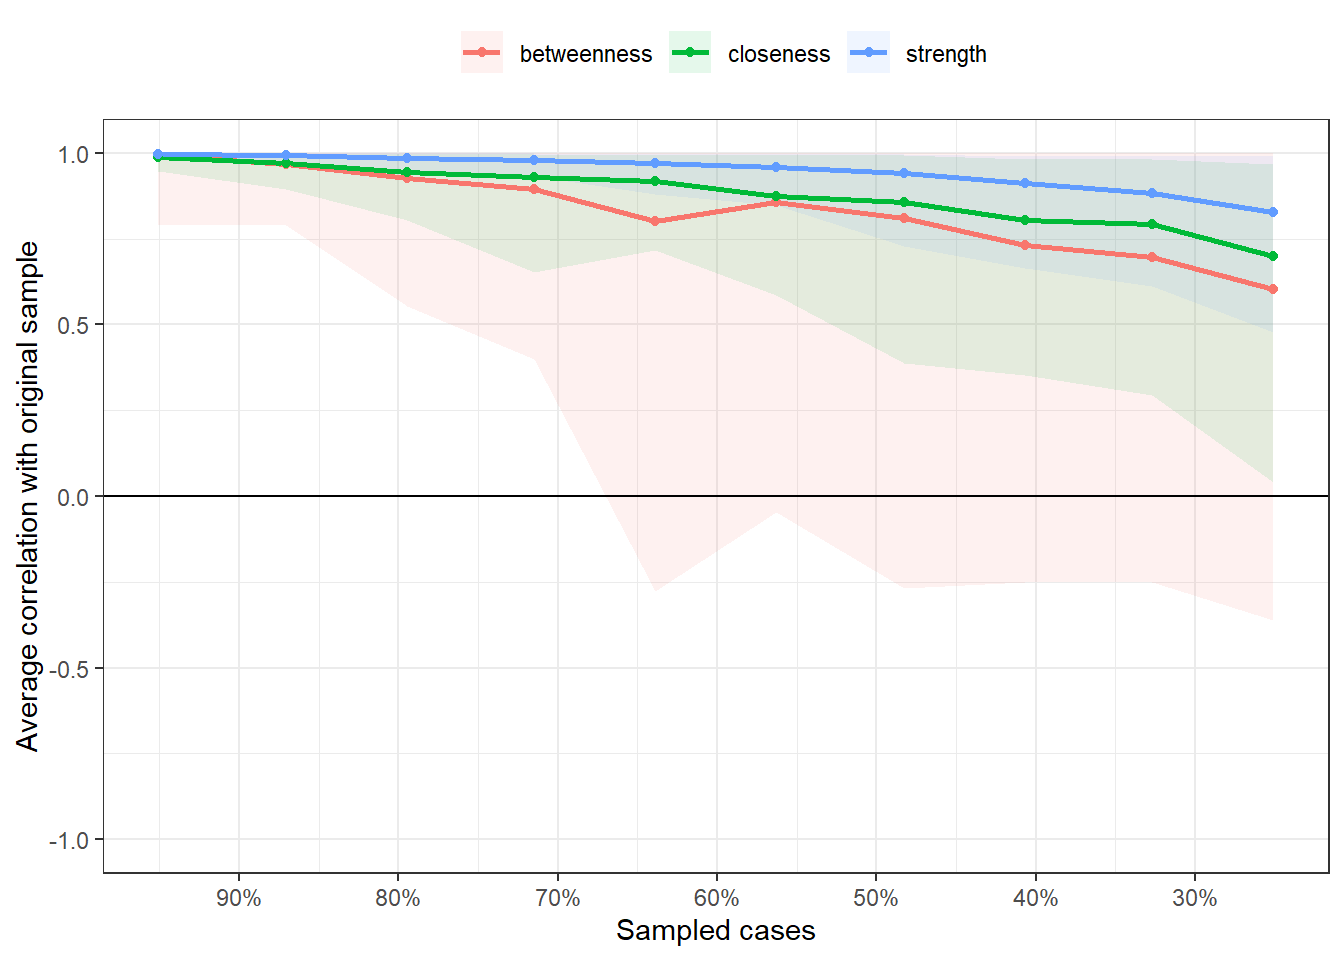 betweenness closeness strength
Average correlation with original sample
1.0
0.5
0.0
-0.5
-1.0
90% 80% 70% 60% 50% 40% 30%
Sampled cases